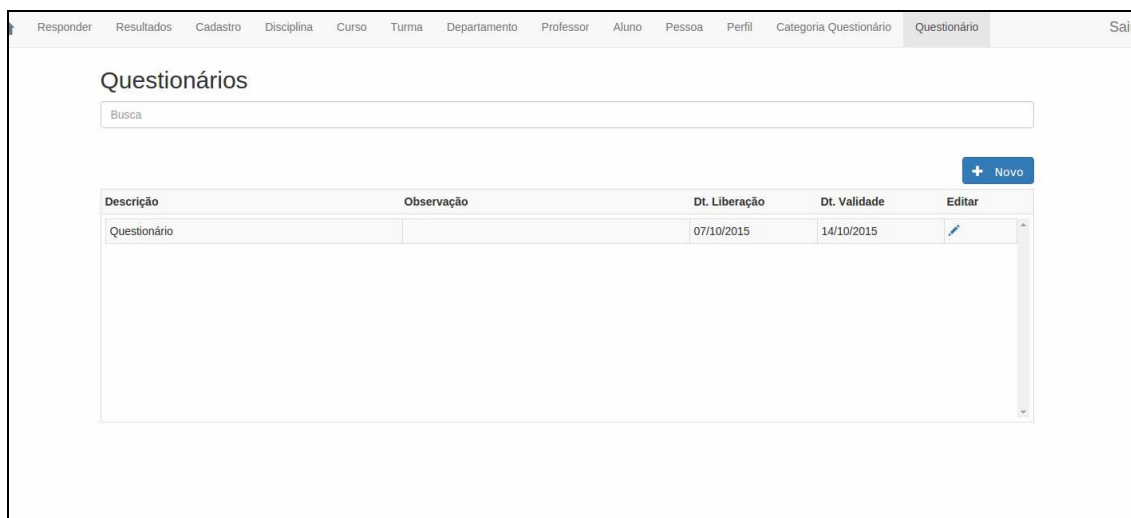 Responder Resultados Cadastro Disciplina Curso Turma Departamento Professor Aluno Pessoa Perfil Categoria Questionário Questionário Sair
Questionários
Busca
Novo
Descrição Observação Dt. Liberação Dt. Validade Editar
Questionário 07/10/2015 14/10/2015